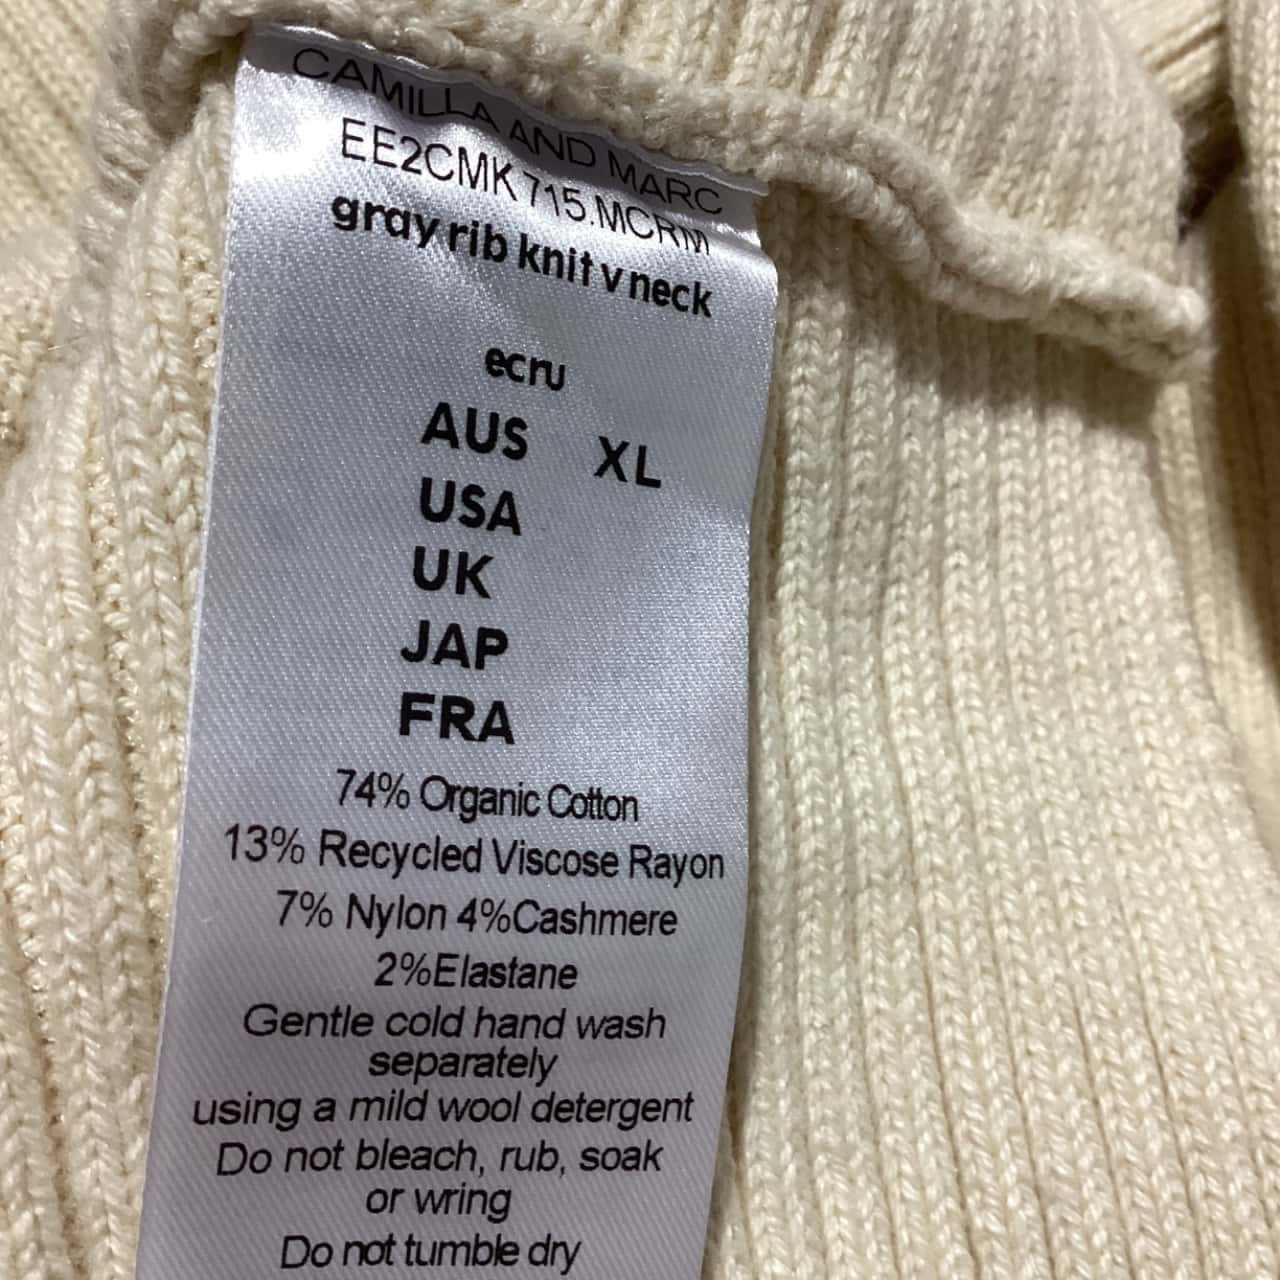 CAMILLA AND MARC
EE2CMK715.MCRM
gray rib knit v neck
ecru
AUS XL
USA
UK
JAP
FRA
74% Organic Cotton
13% Recycled Viscose Rayon
7% Nylon 4%Cashmere
2%Elastane
Gentle cold hand wash
separately
using a mild wool detergent
Do not bleach, rub, soak
or wring
Do not tumble dry